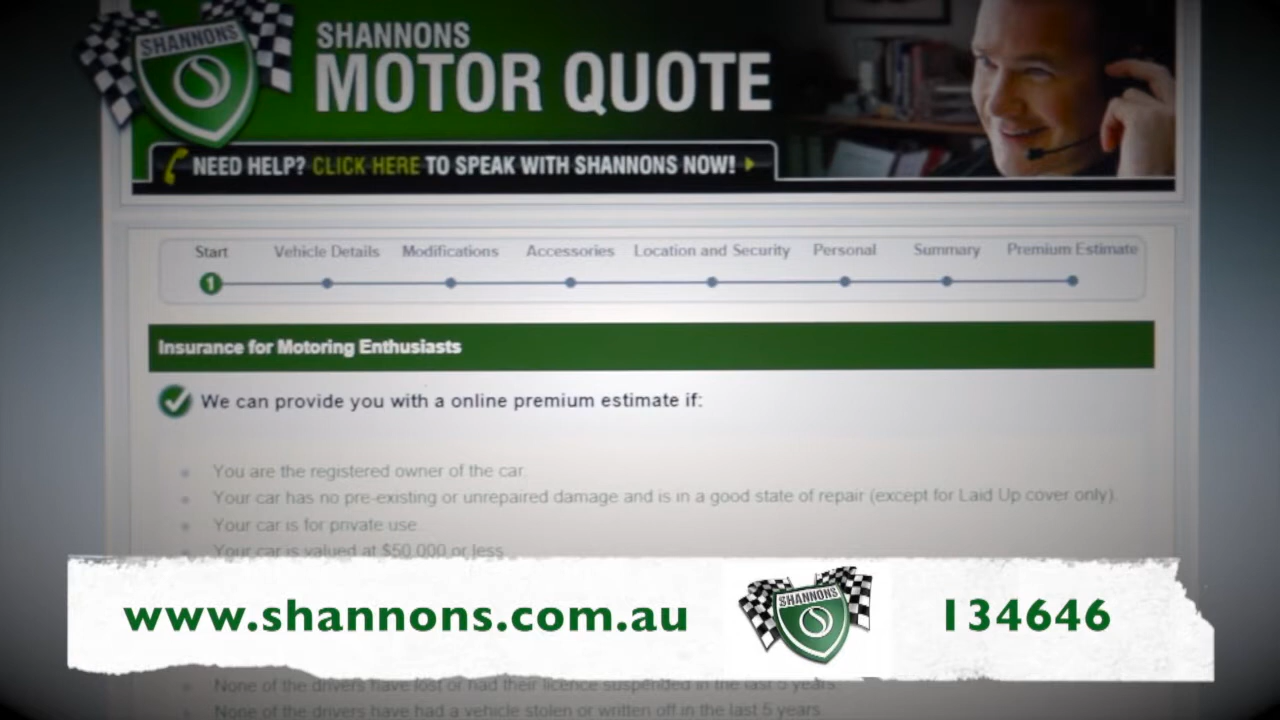 SHANNONS
SHANNONS
MOTOR QUOTE
NEED HELP? CLICK HERE TO SPEAK WITH SHANNONS NOW!
Start Vehicle Details Modifications Accessories Location and Security Personal Summary Premium Estimate
1
Insurance for Motoring Enthusiasts
We can provide you with a online premium estimate if:
You are the registered owner of the car
Your car has no pre-existing or unrepaired damage and is in a good state of repair (except for Laid Up cover only).
Your car is for private use
Your car is valued at $50,000 or less
www.shannons.com.au SHANNONS 134646
None of the drivers have lost or had their licence suspended in the last 5 years.
None of the drivers have had a vehicle stolen or written off in the last 5 years